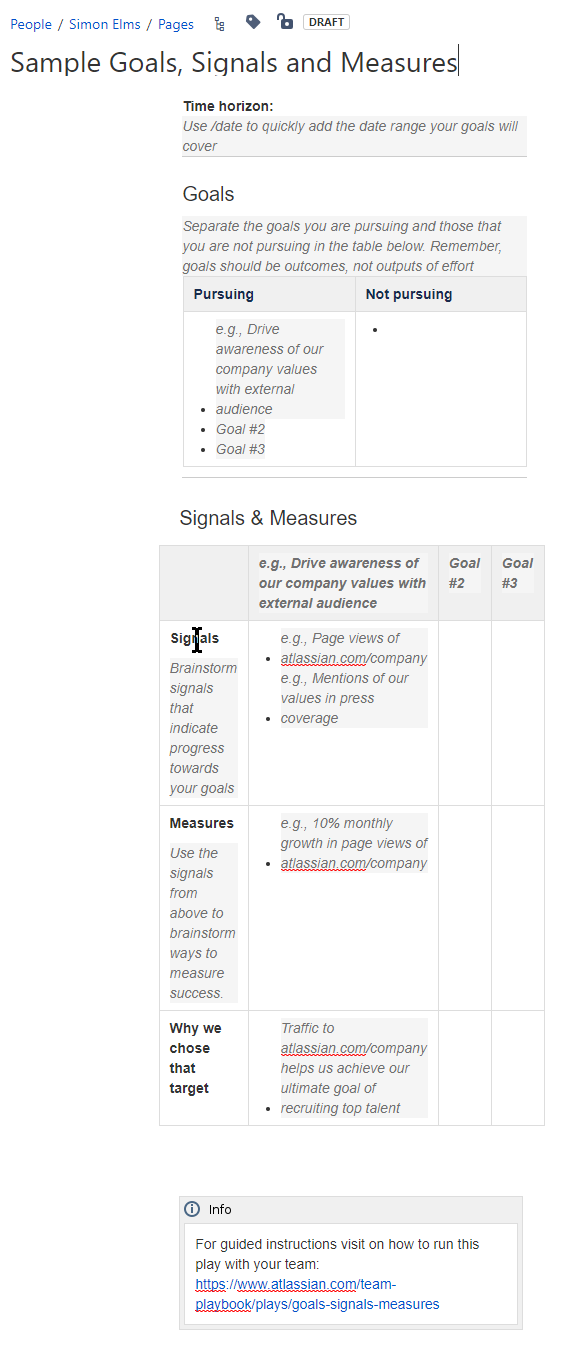 People / Simon Elms / Pages DRAFT
Sample Goals, Signals and Measures
Time horizon:
Use /date to quickly add the date range your goals will
cover
Goals
Separate the goals you are pursuing and those that
you are not pursuing in the table below. Remember,
goals should be outcomes, not outputs of effort
Pursuing
Not pursuing
e.g., Drive
awareness of our
company values
with external
• audience
• Goal #2
• Goal #3
•
Signals & Measures
e.g., Drive awareness of
our company values with
external audience
Goal
#2
Goal
#3
Signals
Brainstorm
signals
that
indicate
progress
towards
your goals
e.g., Page views of
• atlassian.com/company
e.g., Mentions of our
values in press
• coverage
Measures
Use the
signals
from
above to
brainstorm
ways to
measure
success.
e.g., 10% monthly
growth in page views of
• atlassian.com/company
Why we
chose
that
target
Traffic to
atlassian.com/company
helps us achieve our
ultimate goal of
• recruiting top talent
Info
For guided instructions visit on how to run this
play with your team:
https://www.atlassian.com/team-
playbook/plays/goals-signals-measures